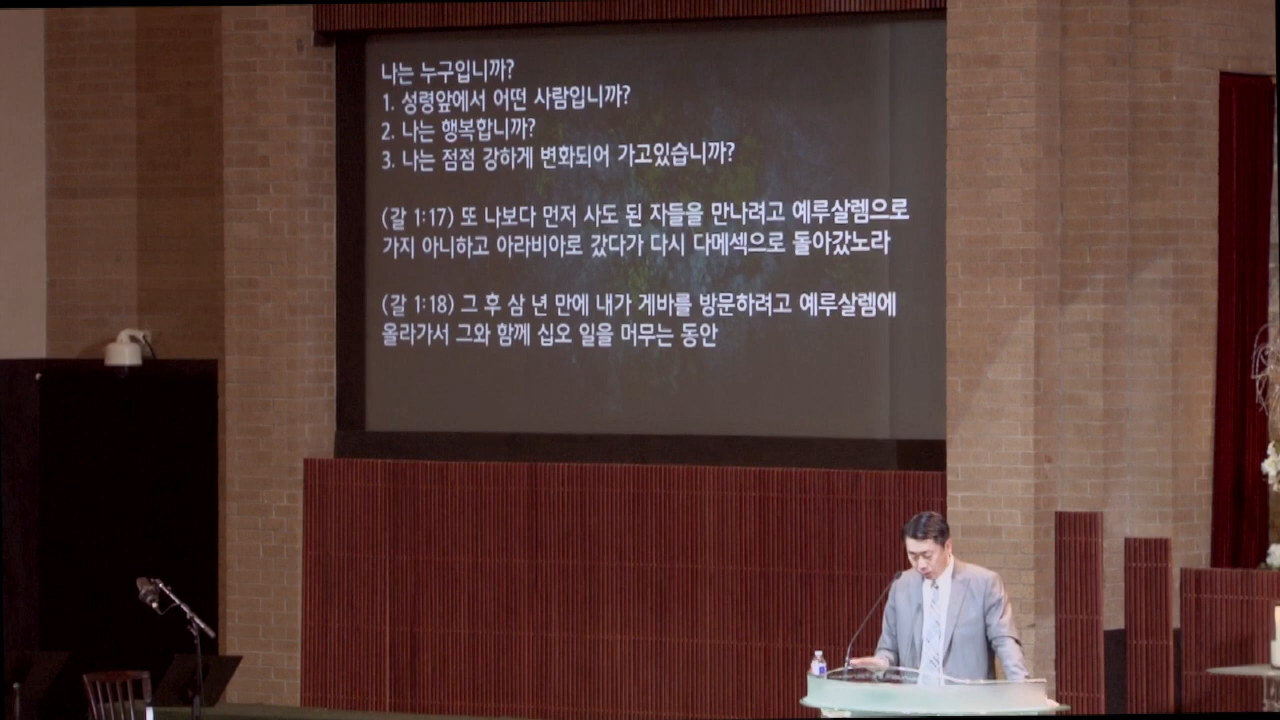 나는 누구입니까?
1. 성령앞에서 어떤 사람입니까?
2. 나는 행복합니까?
3. 나는 점점 강하게 변화되어 가고있습니까?
(갈 1:17) 또 나보다 먼저 사도 된 자들을 만나려고 예루살렘으로
가지 아니하고 아라비아로 갔다가 다시 다메섹으로 돌아갔노라
(갈 1:18) 그 후 삼 년 만에 내가 게바를 방문하려고 예루살렘에
올라가서 그와 함께 십오 일을 머무는 동안